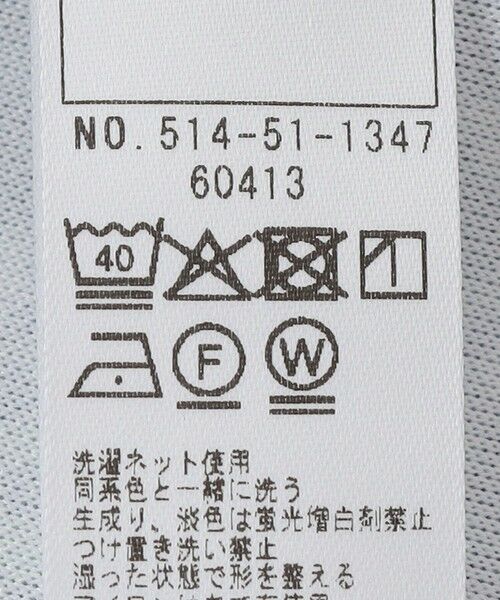 NO.514-51-1347
60413
40
F W
洗濯ネット使用
同系色と一緒に洗う
生成り、淡色は蛍光増白剤禁止
つけ置き洗い禁止
湿った状態で形を整える